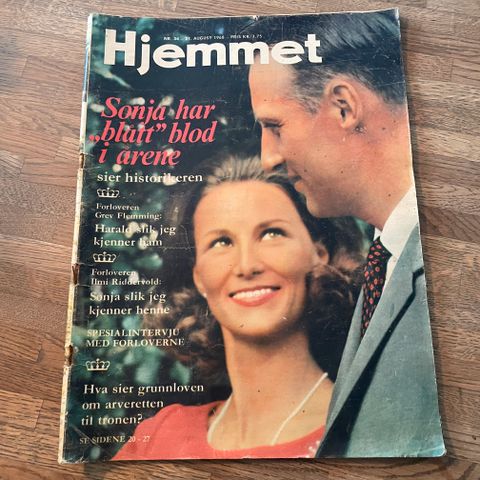 NR. 34 - 21. AUGUST 1968 - PRIS KR. 1.75
Hjemmet
Sonja har
„blått” blod
i årene
sier historikeren
Forloveren
Grev Flemming:
Harald slik jeg
kjenner ham
Forloveren
Ilmi Riddervold:
Sonja slik jeg
kjenner henne
SPESIALINTERVJU
MED FORLOVERNE
Hva sier grunnloven
om arveretten
til tronen?
SE SIDENE 20 - 27